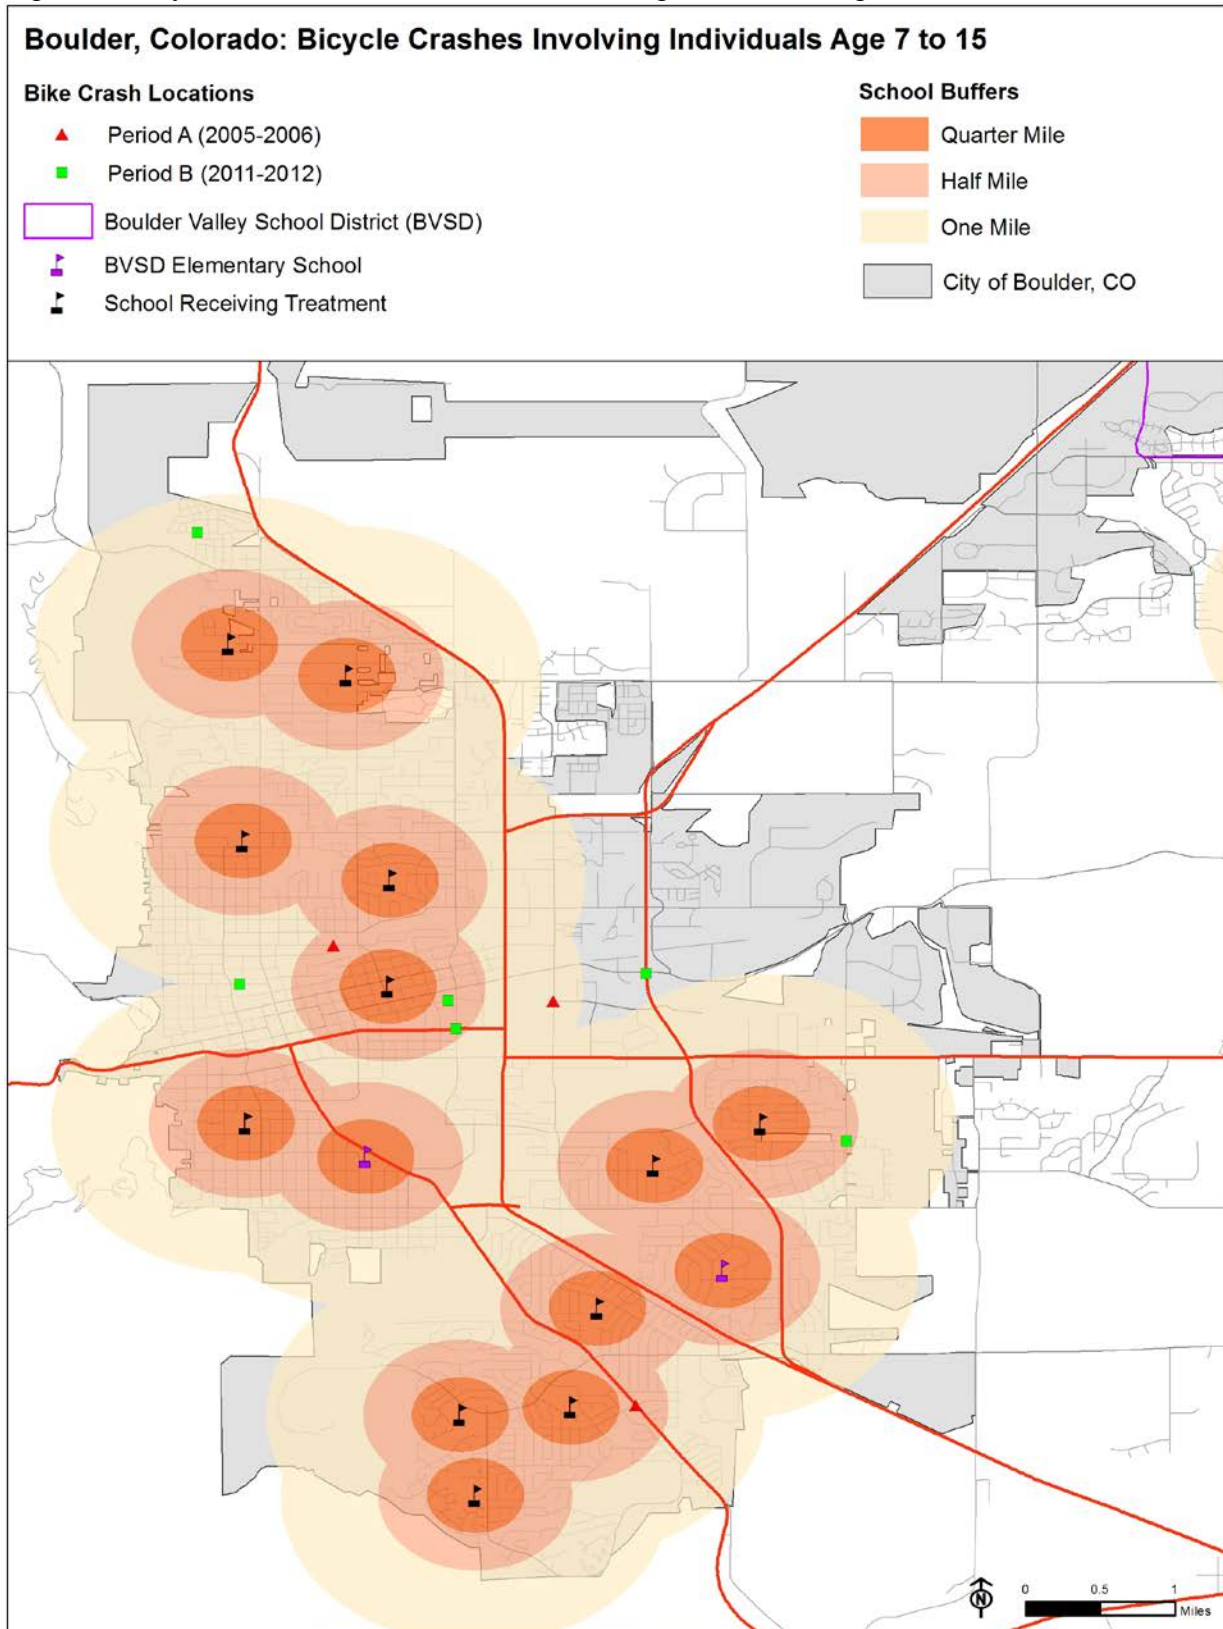 Boulder, Colorado: Bicycle Crashes Involving Individuals Age 7 to 15
Bike Crash Locations
Period A (2005-2006)
Period B (2011-2012)
Boulder Valley School District (BVSD)
BVSD Elementary School
School Receiving Treatment
School Buffers
Quarter Mile
Half Mile
One Mile
City of Boulder, CO
N
0 0.5 1
Miles